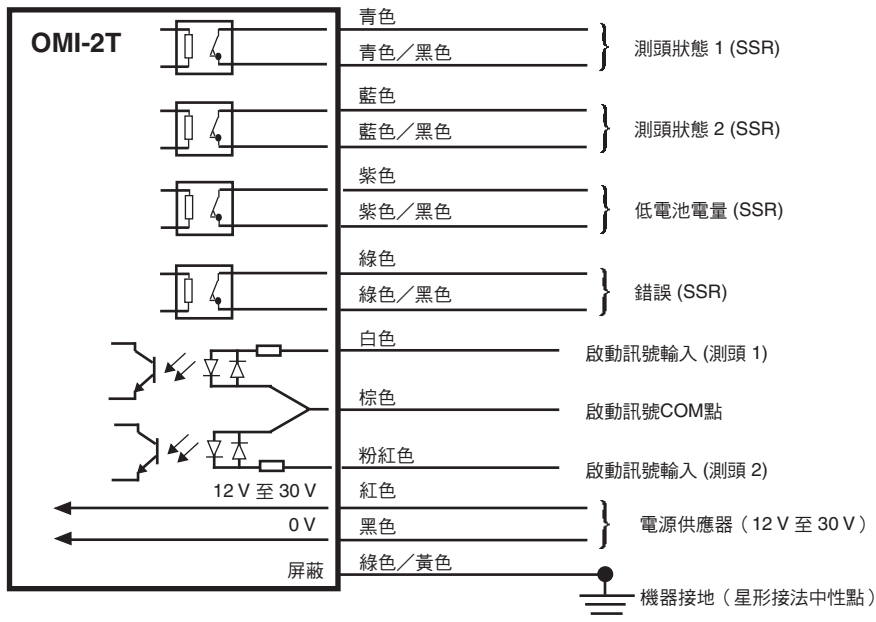 OMI-2T
青色
青色／黑色
測頭狀態 1 (SSR)
藍色
藍色／黑色
測頭狀態 2 (SSR)
紫色
紫色／黑色
低電池電量 (SSR)
綠色
綠色／黑色
錯誤 (SSR)
白色
啟動訊號輸入 (測頭 1)
棕色
啟動訊號COM點
粉紅色
啟動訊號輸入 (測頭 2)
12 V 至 30 V
紅色
0 V
黑色
電源供應器（12 V 至 30 V）
屏蔽
綠色／黃色
機器接地（星形接法中性點）